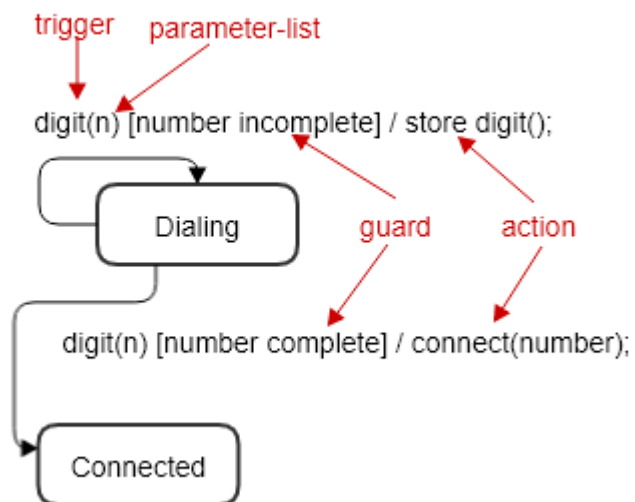 trigger parameter-list
digit(n) [number incomplete] / store digit();
Dialing
guard action
digit(n) [number complete] / connect(number);
Connected